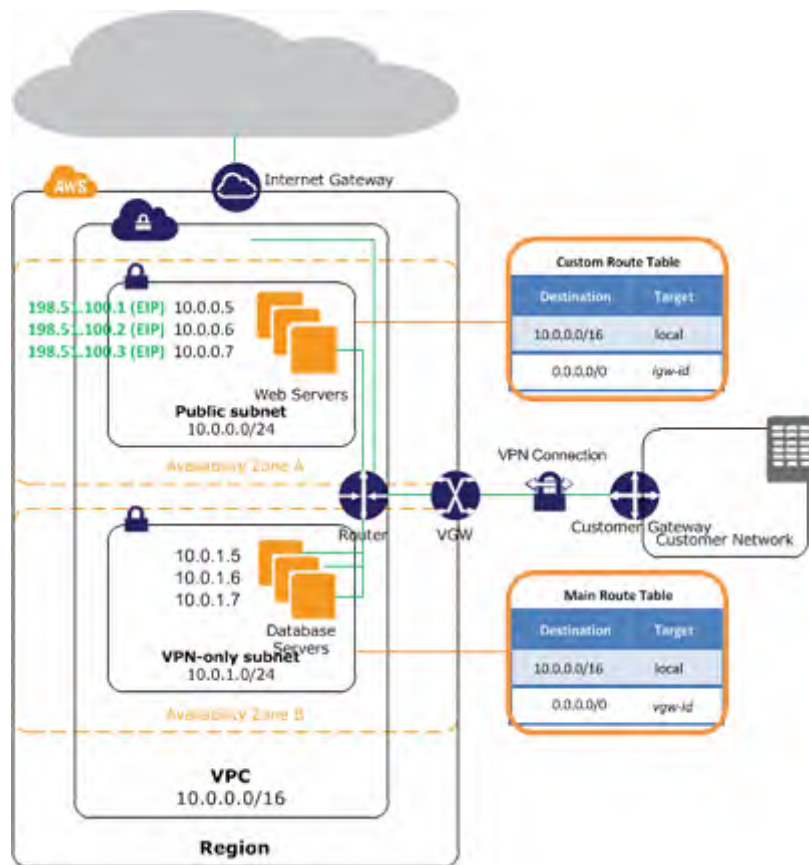 Internet Gateway
AWS
198.51.100.1 (EIP) 10.0.0.5
198.51.100.2 (EIP) 10.0.0.6
198.51.100.3 (EIP) 10.0.0.7
Web Servers
Public subnet
10.0.0.0/24
Availability Zone A
Custom Route Table
Destination Target
10.0.0.0/16 local
0.0.0.0/0 igw-id
VPN Connection
Router
VGW
Customer Gateway
Customer Network
10.0.1.5
10.0.1.6
10.0.1.7
Database
Servers
VPN-only subnet
10.0.1.0/24
Availability Zone B
Main Route Table
Destination Target
10.0.0.0/16 local
0.0.0.0/0 vgw-id
VPC
10.0.0.0/16
Region